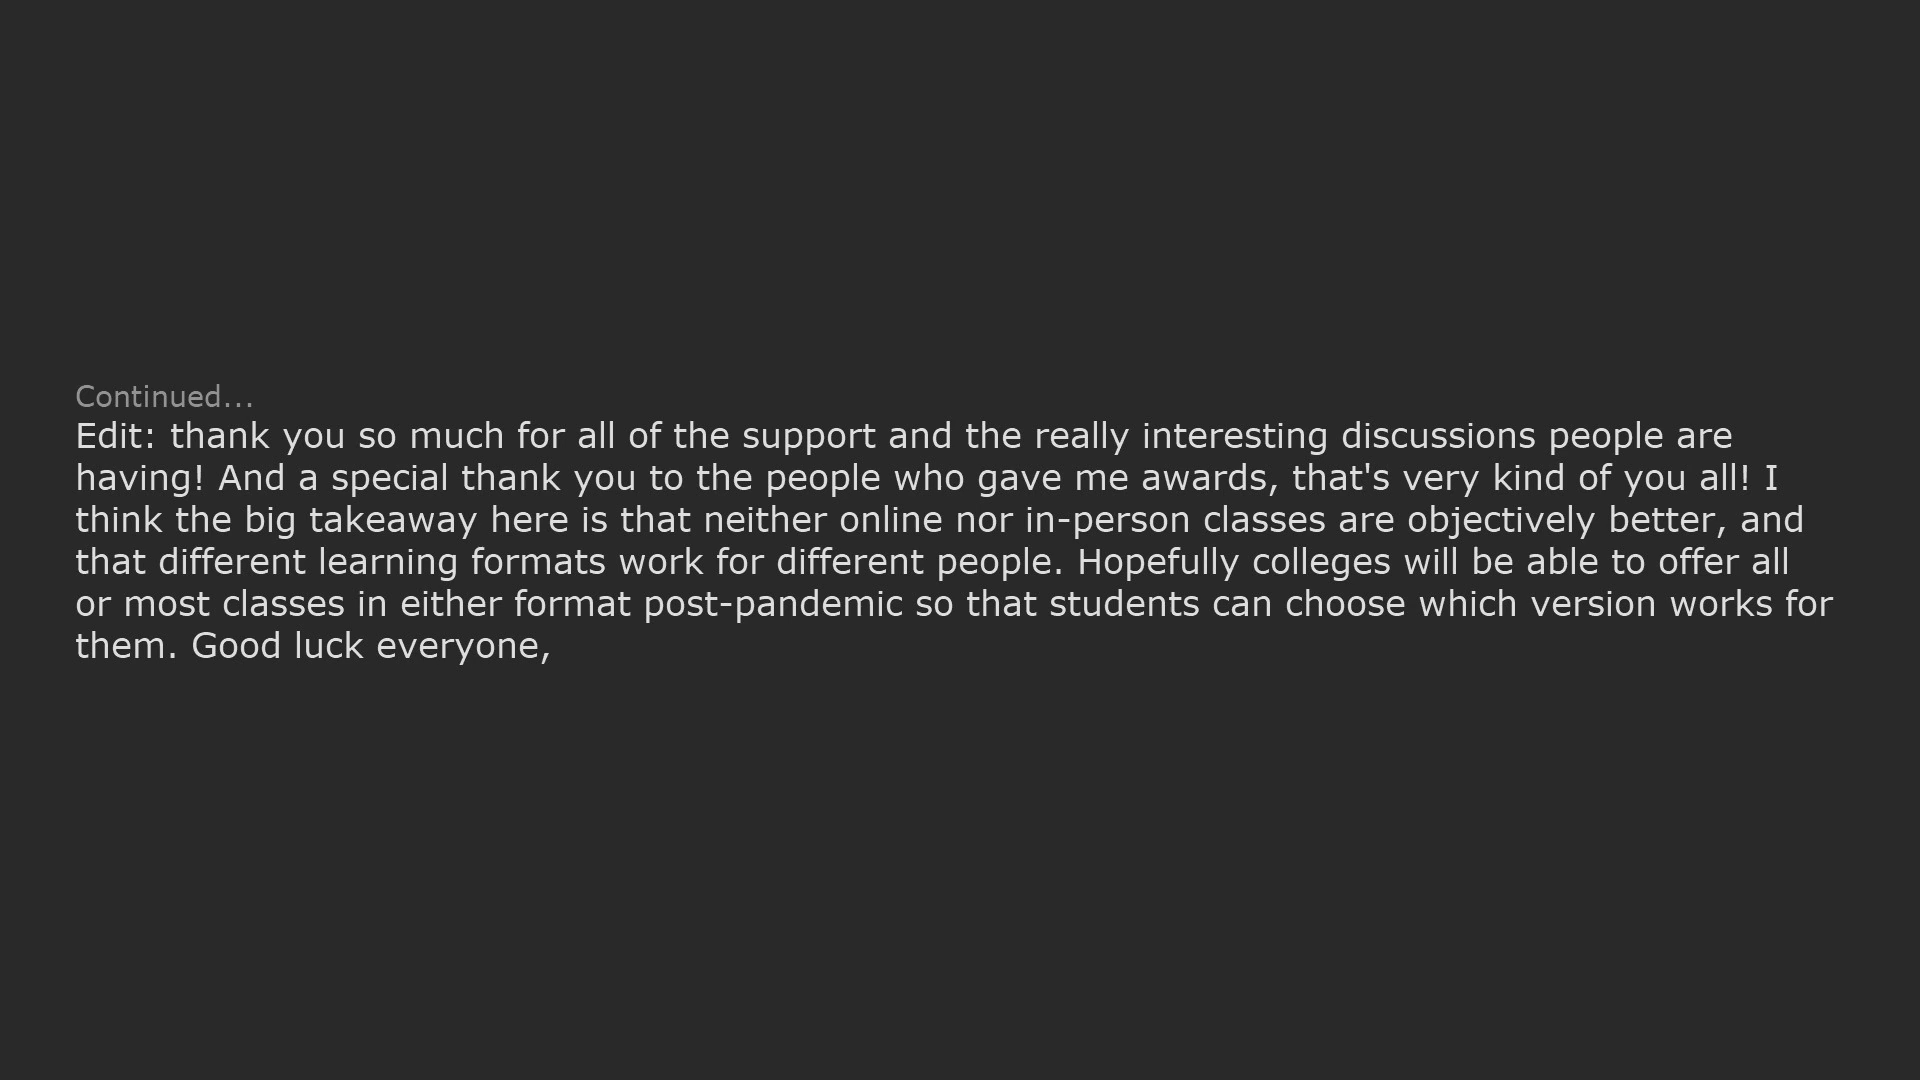 Continued...
Edit: thank you so much for all of the support and the really interesting discussions people are
having! And a special thank you to the people who gave me awards, that's very kind of you all! I
think the big takeaway here is that neither online nor in-person classes are objectively better, and
that different learning formats work for different people. Hopefully colleges will be able to offer all
or most classes in either format post-pandemic so that students can choose which version works for
them. Good luck everyone,